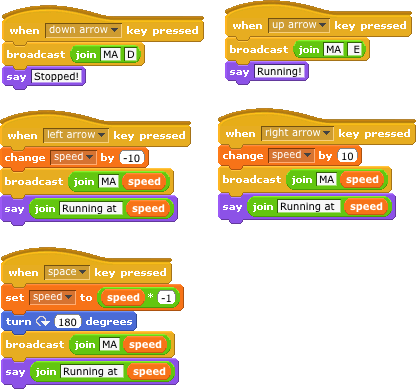 when down arrow key pressed
broadcast join MA D
say Stopped!
when up arrow key pressed
broadcast join MA E
say Running!
when left arrow key pressed
change speed by -10
broadcast join MA speed
say join Running at speed
when right arrow key pressed
change speed by 10
broadcast join MA speed
say join Running at speed
when space key pressed
set speed to speed * -1
turn 180 degrees
broadcast join MA speed
say join Running at speed